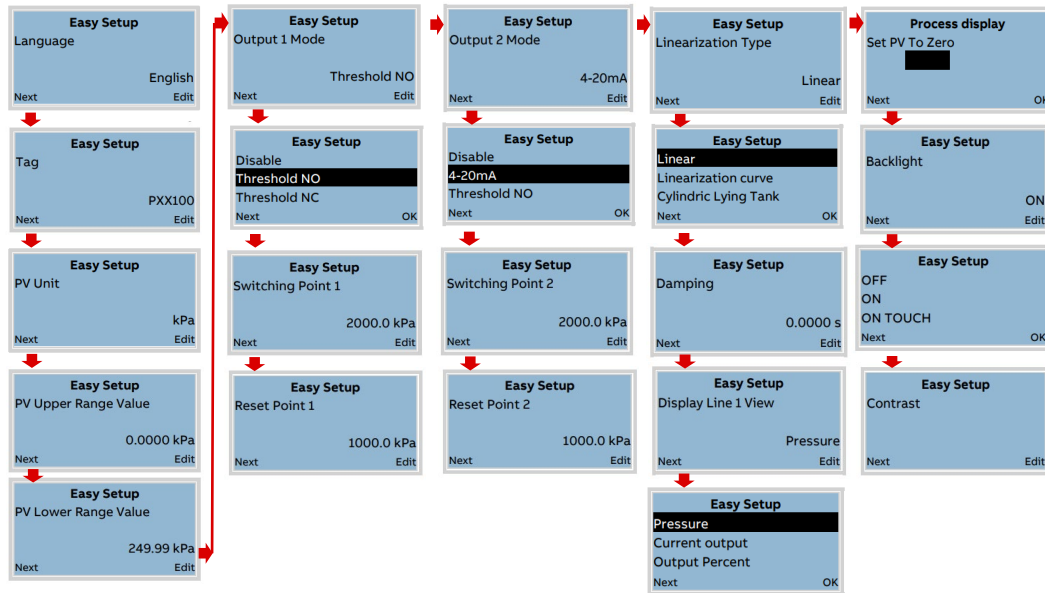 Easy Setup
Language
English
Next Edit
Easy Setup
Tag
PXX100
Next Edit
Easy Setup
PV Unit
kPa
Next Edit
Easy Setup
PV Upper Range Value
0.0000 kPa
Next Edit
Easy Setup
PV Lower Range Value
249.99 kPa
Next Edit
Easy Setup
Output 1 Mode
Threshold NO
Next Edit
Easy Setup
Disable
Threshold NO
Threshold NC
Next OK
Easy Setup
Switching Point 1
2000.0 kPa
Next Edit
Easy Setup
Reset Point 1
1000.0 kPa
Next Edit
Easy Setup
Output 2 Mode
4-20mA
Next Edit
Easy Setup
Disable
4-20mA
Threshold NO
Next OK
Easy Setup
Switching Point 2
2000.0 kPa
Next Edit
Easy Setup
Reset Point 2
1000.0 kPa
Next Edit
Easy Setup
Linearization Type
Linear
Next Edit
Easy Setup
Linear
Linearization curve
Cylindric Lying Tank
Next OK
Easy Setup
Damping
0.0000 s
Next Edit
Easy Setup
Display Line 1 View
Pressure
Next Edit
Easy Setup
Pressure
Current output
Output Percent
Next OK
Process display
Set PV To Zero
Next OK
Easy Setup
Backlight
ON
Next Edit
Easy Setup
OFF
ON
ON TOUCH
Next OK
Easy Setup
Contrast
Next Edit